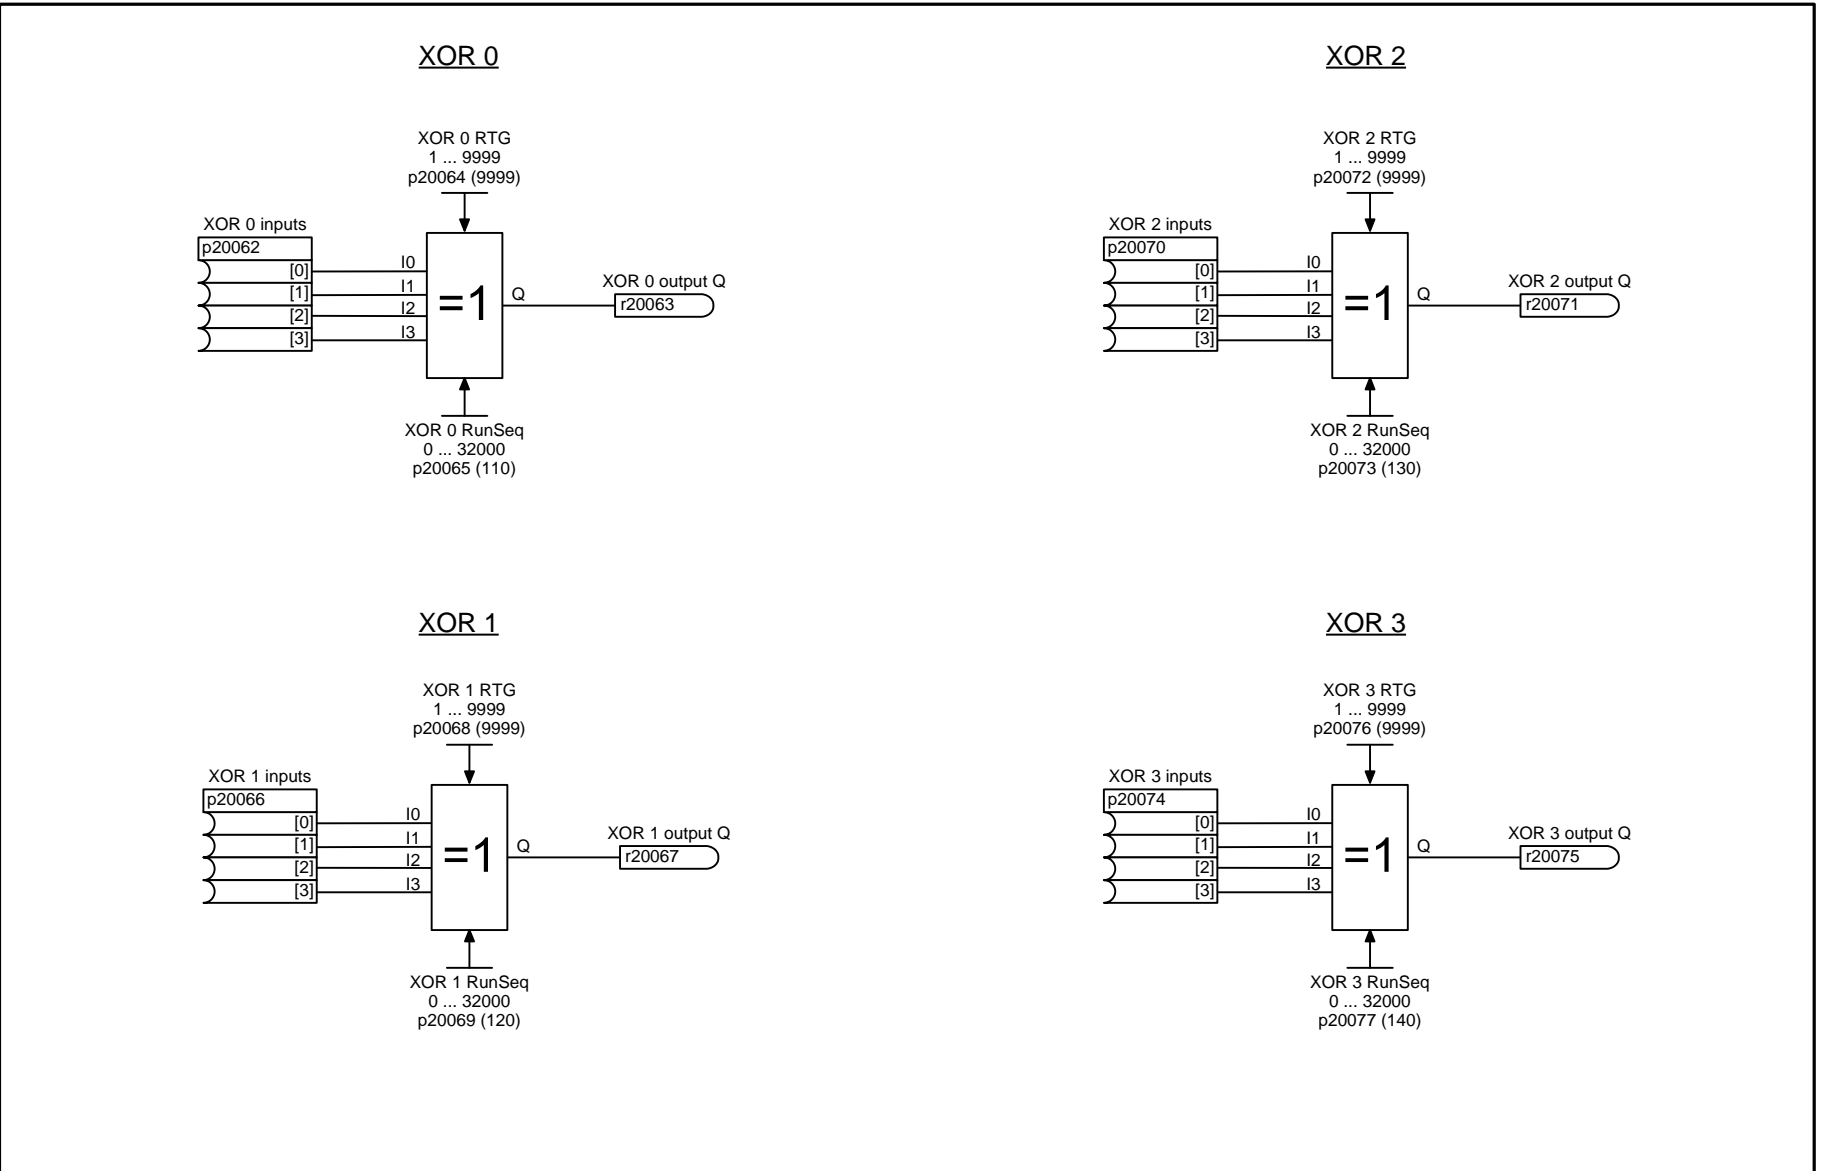 XOR 0
XOR 0 RTG
1 ... 9999
p20064 (9999)
XOR 0 inputs
p20062
[0]
[1]
[2]
[3]
I0
I1
I2
I3
=1
Q
XOR 0 output Q
r20063
XOR 0 RunSeq
0 ... 32000
p20065 (110)
XOR 2
XOR 2 RTG
1 ... 9999
p20072 (9999)
XOR 2 inputs
p20070
[0]
[1]
[2]
[3]
I0
I1
I2
I3
=1
Q
XOR 2 output Q
r20071
XOR 2 RunSeq
0 ... 32000
p20073 (130)
XOR 1
XOR 1 RTG
1 ... 9999
p20068 (9999)
XOR 1 inputs
p20066
[0]
[1]
[2]
[3]
I0
I1
I2
I3
=1
Q
XOR 1 output Q
r20067
XOR 1 RunSeq
0 ... 32000
p20069 (120)
XOR 3
XOR 3 RTG
1 ... 9999
p20076 (9999)
XOR 3 inputs
p20074
[0]
[1]
[2]
[3]
I0
I1
I2
I3
=1
Q
XOR 3 output Q
r20075
XOR 3 RunSeq
0 ... 32000
p20077 (140)